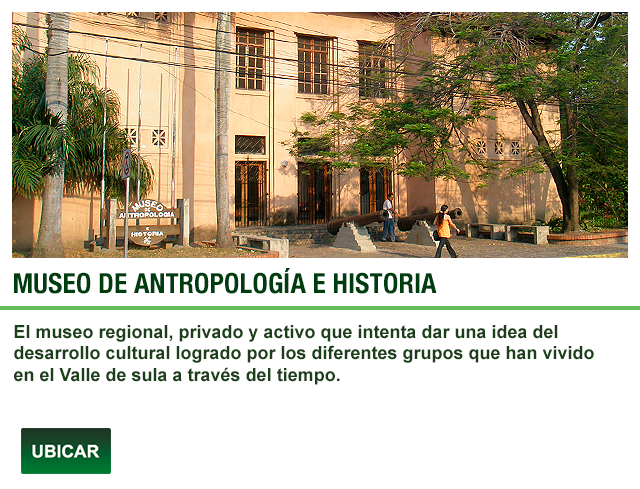 MUSEO
DE
ANTROPOLOGIA
E
HISTORIA
MUSEO DE ANTROPOLOGÍA E HISTORIA
El museo regional, privado y activo que intenta dar una idea del
desarrollo cultural logrado por los diferentes grupos que han vivido
en el Valle de sula a través del tiempo.
UBICAR